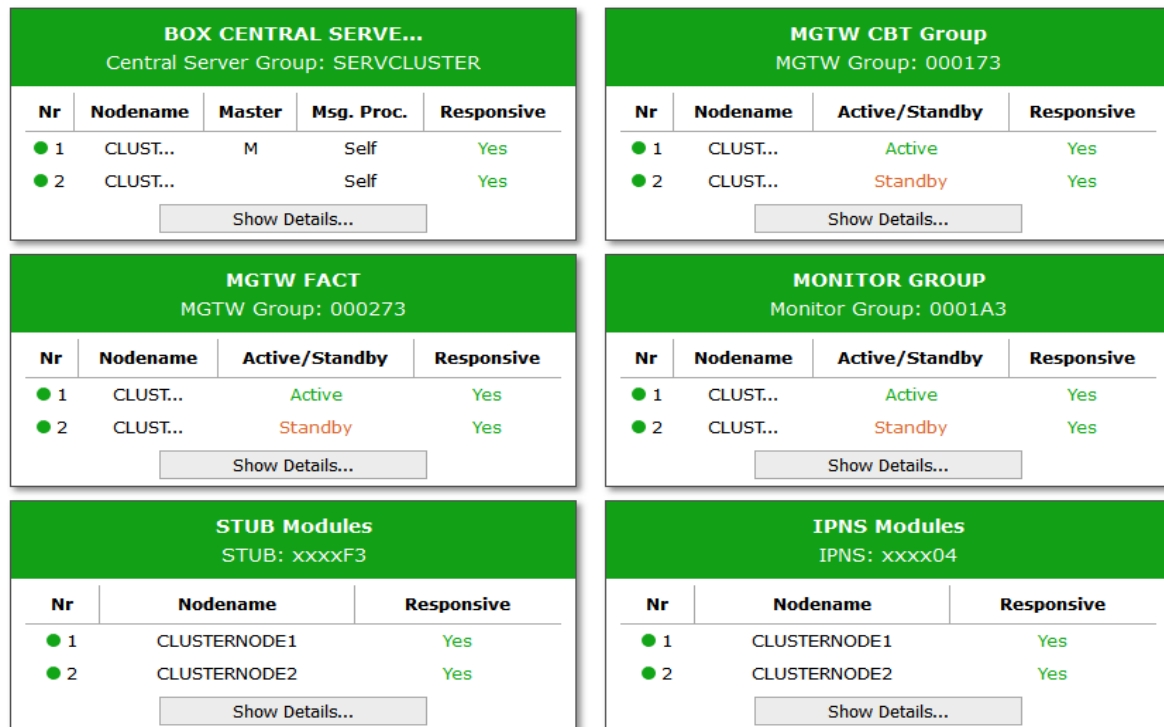 BOX CENTRAL SERVE...
Central Server Group: SERVCLUSTER
Nr Nodename Master Msg. Proc. Responsive
1 CLUST... M Self Yes
2 CLUST... Self Yes
Show Details...
MGTW CBT Group
MGTW Group: 000173
Nr Nodename Active/Standby Responsive
1 CLUST... Active Yes
2 CLUST... Standby Yes
Show Details...
MGTW FACT
MGTW Group: 000273
Nr Nodename Active/Standby Responsive
1 CLUST... Active Yes
2 CLUST... Standby Yes
Show Details...
MONITOR GROUP
Monitor Group: 0001A3
Nr Nodename Active/Standby Responsive
1 CLUST... Active Yes
2 CLUST... Standby Yes
Show Details...
STUB Modules
STUB: xxxxF3
Nr Nodename Responsive
1 CLUSTERNODE1 Yes
2 CLUSTERNODE2 Yes
Show Details...
IPNS Modules
IPNS: xxxx04
Nr Nodename Responsive
1 CLUSTERNODE1 Yes
2 CLUSTERNODE2 Yes
Show Details...